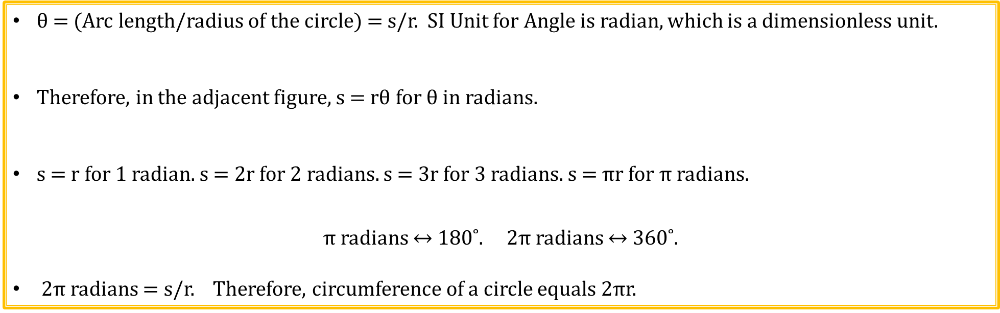 • θ = (Arc length/radius of the circle) = s/r. SI Unit for Angle is radian, which is a dimensionless unit.
• Therefore, in the adjacent figure, s = rθ for θ in radians.
• s = r for 1 radian. s = 2r for 2 radians. s = 3r for 3 radians. s = πr for π radians.
π radians ↔ 180°. 2π radians ↔ 360°.
• 2π radians = s/r. Therefore, circumference of a circle equals 2πr.